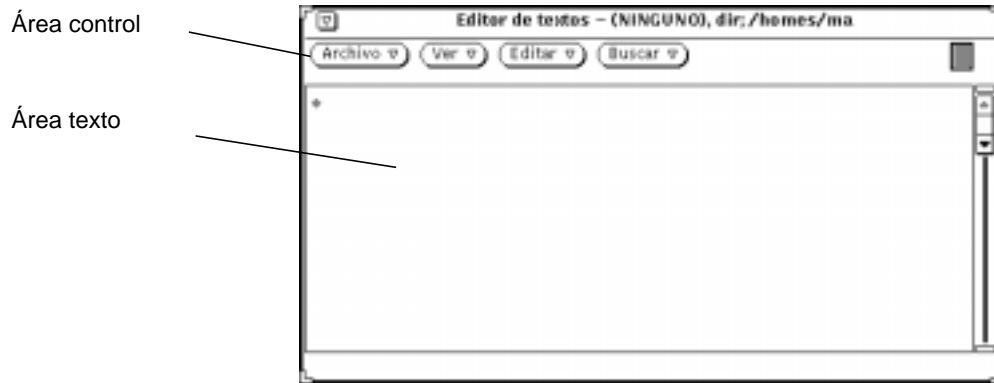 Área control
Editor de textos – (NINGUNO), dir; /homes/ma
Archivo Ver Editar Buscar
Área texto